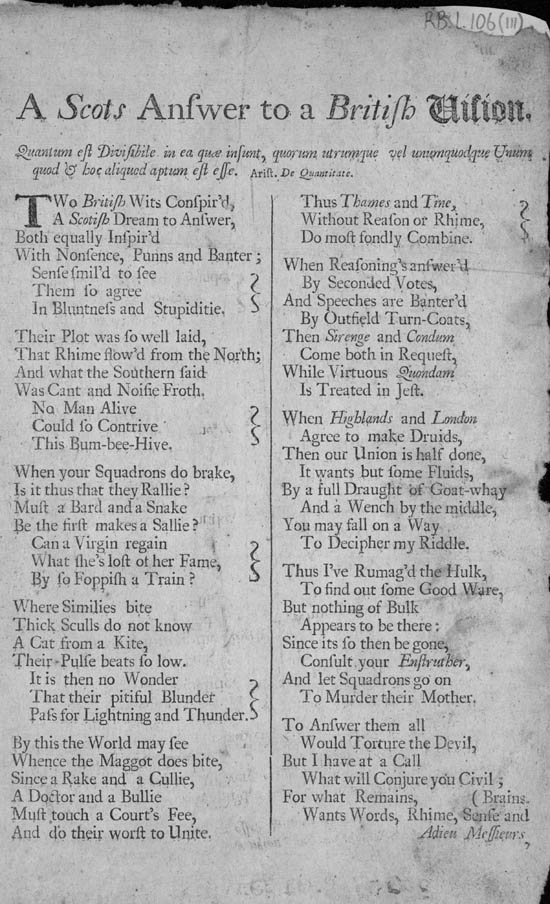 RB.L.106(III)
A Scots Anſwer to a Britiſh Viſion.
Quantum eſt Diviſibile in ea quæ inſunt, quorum utrumque vel unumquodque Unum
quod & hoc aliquod aptum eſt eſſe. Ariſt. De Quantitate.
TWo Britiſh Wits Conſpir'd,
A Scotiſh Dream to Anſwer,
Both equally Inſpir'd
With Nonſence, Punns and Banter;
Senſe ſmil'd to ſee
Them ſo agree
In Bluntneſs and Stupiditie.
Their Plot was ſo well laid,
That Rhime flow'd from the North;
And what the Southern ſaid
Was Cant and Noiſie Froth.
No Man Alive
Could ſo Contrive
This Bum-bee-Hive.
When your Squadrons do brake,
Is it thus that they Rallie?
Muſt a Bard and a Snake
Be the firſt makes a Sallie?
Can a Virgin regain
What ſhe's loſt of her Fame,
By ſo Foppiſh a Train?
Where Similies bite
Thick Sculls do not know
A Cat from a Kite,
Their Pulſe beats ſo low.
It is then no Wonder
That their pitiful Blunder
Paſs for Lightning and Thunder.
By this the World may ſee
Whence the Maggot does bite,
Since a Rake and a Cullie,
A Doctor and a Bullie
Muſt touch a Court's Fee,
And do their worſt to Unite.
Thus Thames and Tine,
Without Reaſon or Rhime,
Do moſt fondly Combine.
When Reaſoning's anſwer'd
By Seconded Votes,
And Speeches are Banter'd
By Outfield Turn-Coats,
Then Sirenge and Condum
Come both in Requeſt,
While Virtuous Quondam
Is Treated in Jeſt.
When Highlands and London
Agree to make Druids,
Then our Union is half done,
It wants but ſome Fluids,
By a full Draught of Goat-whay
And a Wench by the middle,
You may fall on a Way
To Decipher my Riddle.
Thus I've Rumag'd the Hulk,
To find out ſome Good Ware,
But nothing of Bulk
Appears to be there:
Since its ſo then be gone,
Conſult your Enſtruther,
And let Squadrons go on
To Murder their Mother.
To Anſwer them all
Would Torture the Devil,
But I have at a Call
What will Conjure you Civil;
For what Remains, (Brains.
Wants Words, Rhime, Senſe and
Adieu Meſſieurs,